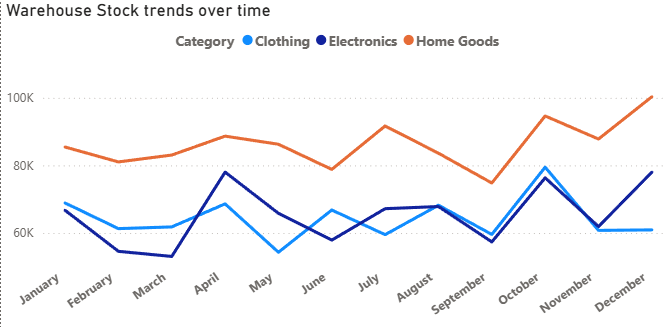 Warehouse Stock trends over time
Category Clothing Electronics Home Goods
100K
80K
60K
January February March April May June July August September October November December